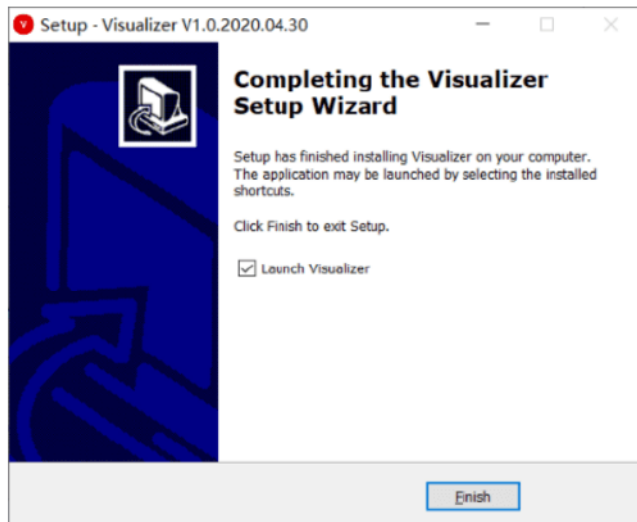 V Setup - Visualizer V1.0.2020.04.30
Completing the Visualizer
Setup Wizard
Setup has finished installing Visualizer on your computer.
The application may be launched by selecting the installed
shortcuts.
Click Finish to exit Setup.
Launch Visualizer
Finish